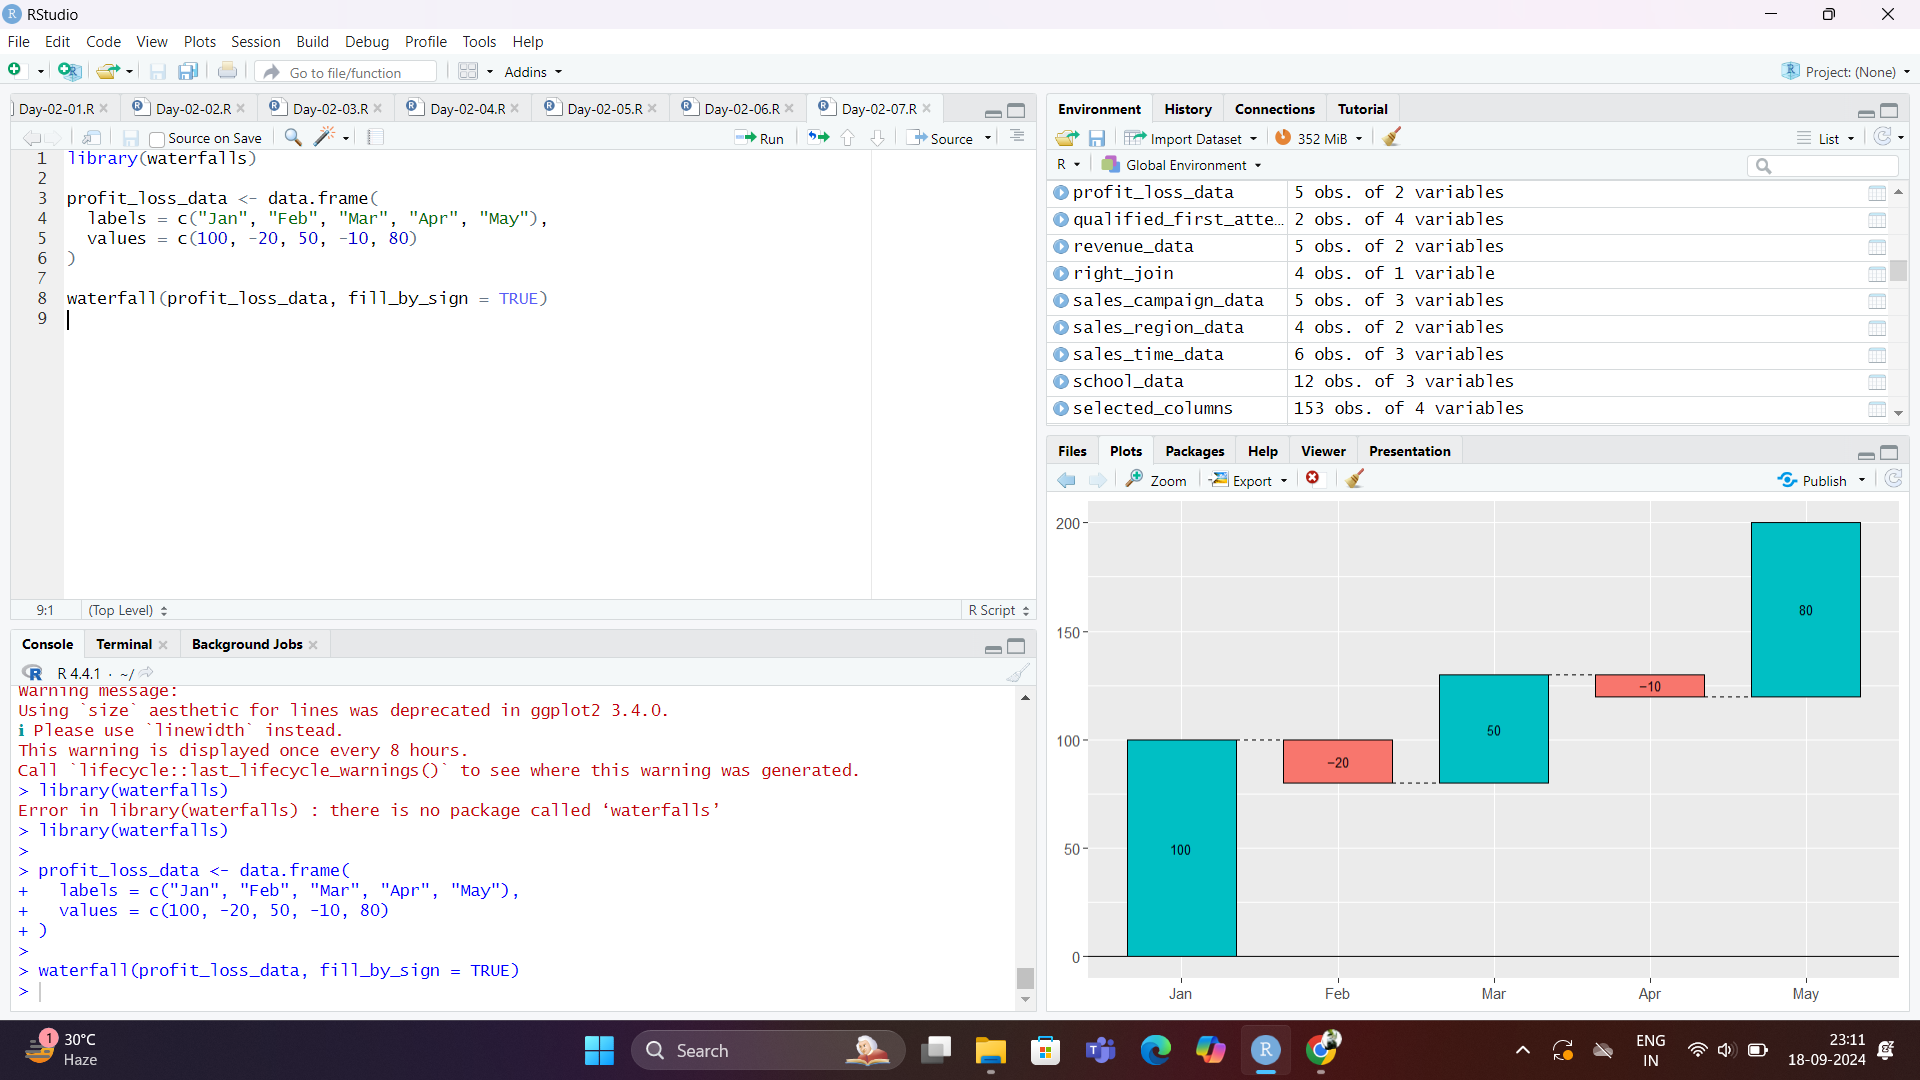 RStudio
File Edit Code View Plots Session Build Debug Profile Tools Help
Go to file/function Addins Project: (None)
Day-02-01.R Day-02-02.R Day-02-03.R Day-02-04.R Day-02-05.R Day-02-06.R Day-02-07.R
Source on Save Run Source
1 library(waterfalls)
2
3 profit_loss_data <- data.frame(
4   labels = c("Jan", "Feb", "Mar", "Apr", "May"),
5   values = c(100, -20, 50, -10, 80)
6 )
7
8 waterfall(profit_loss_data, fill_by_sign = TRUE)
9
9:1 (Top Level) R Script
Console Terminal Background Jobs
R 4.4.1 · ~/
Warning message:
Using `size` aesthetic for lines was deprecated in ggplot2 3.4.0.
ℹ Please use `linewidth` instead.
This warning is displayed once every 8 hours.
Call `lifecycle::last_lifecycle_warnings()` to see where this warning was generated.
> library(waterfalls)
Error in library(waterfalls) : there is no package called ‘waterfalls’
> library(waterfalls)
>
> profit_loss_data <- data.frame(
+   labels = c("Jan", "Feb", "Mar", "Apr", "May"),
+   values = c(100, -20, 50, -10, 80)
+ )
>
> waterfall(profit_loss_data, fill_by_sign = TRUE)
>
Environment History Connections Tutorial
Import Dataset 352 MiB List
R Global Environment
profit_loss_data 5 obs. of 2 variables
qualified_first_atte… 2 obs. of 4 variables
revenue_data 5 obs. of 2 variables
right_join 4 obs. of 1 variable
sales_campaign_data 5 obs. of 3 variables
sales_region_data 4 obs. of 2 variables
sales_time_data 6 obs. of 3 variables
school_data 12 obs. of 3 variables
selected_columns 153 obs. of 4 variables
Files Plots Packages Help Viewer Presentation
Zoom Export Publish
200
150
100
50
0
100
−20
50
−10
80
Jan Feb Mar Apr May
1 30°C
Haze
Search
ENG
IN
23:11
18-09-2024